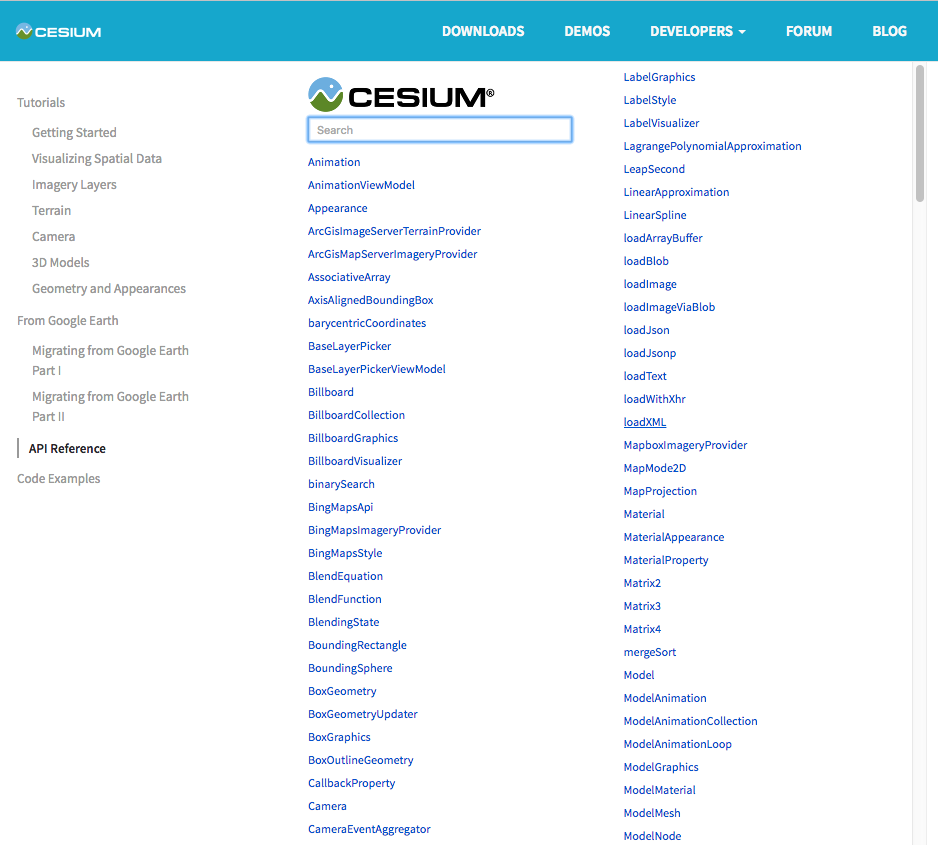 CESIUM
DOWNLOADS
DEMOS
DEVELOPERS
FORUM
BLOG
Tutorials
Getting Started
Visualizing Spatial Data
Imagery Layers
Terrain
Camera
3D Models
Geometry and Appearances
From Google Earth
Migrating from Google Earth
Part I
Migrating from Google Earth
Part II
API Reference
Code Examples
CESIUM®
Search
Animation
AnimationViewModel
Appearance
ArcGisImageServerTerrainProvider
ArcGisMapServerImageryProvider
AssociativeArray
AxisAlignedBoundingBox
barycentricCoordinates
BaseLayerPicker
BaseLayerPickerViewModel
Billboard
BillboardCollection
BillboardGraphics
BillboardVisualizer
binarySearch
BingMapsApi
BingMapsImageryProvider
BingMapsStyle
BlendEquation
BlendFunction
BlendingState
BoundingRectangle
BoundingSphere
BoxGeometry
BoxGeometryUpdater
BoxGraphics
BoxOutlineGeometry
CallbackProperty
Camera
CameraEventAggregator
LabelGraphics
LabelStyle
LabelVisualizer
LagrangePolynomialApproximation
LeapSecond
LinearApproximation
LinearSpline
loadArrayBuffer
loadBlob
loadImage
loadImageViaBlob
loadJson
loadJsonp
loadText
loadWithXhr
loadXML
MapboxImageryProvider
MapMode2D
MapProjection
Material
MaterialAppearance
MaterialProperty
Matrix2
Matrix3
Matrix4
mergeSort
Model
ModelAnimation
ModelAnimationCollection
ModelAnimationLoop
ModelGraphics
ModelMaterial
ModelMesh
ModelNode